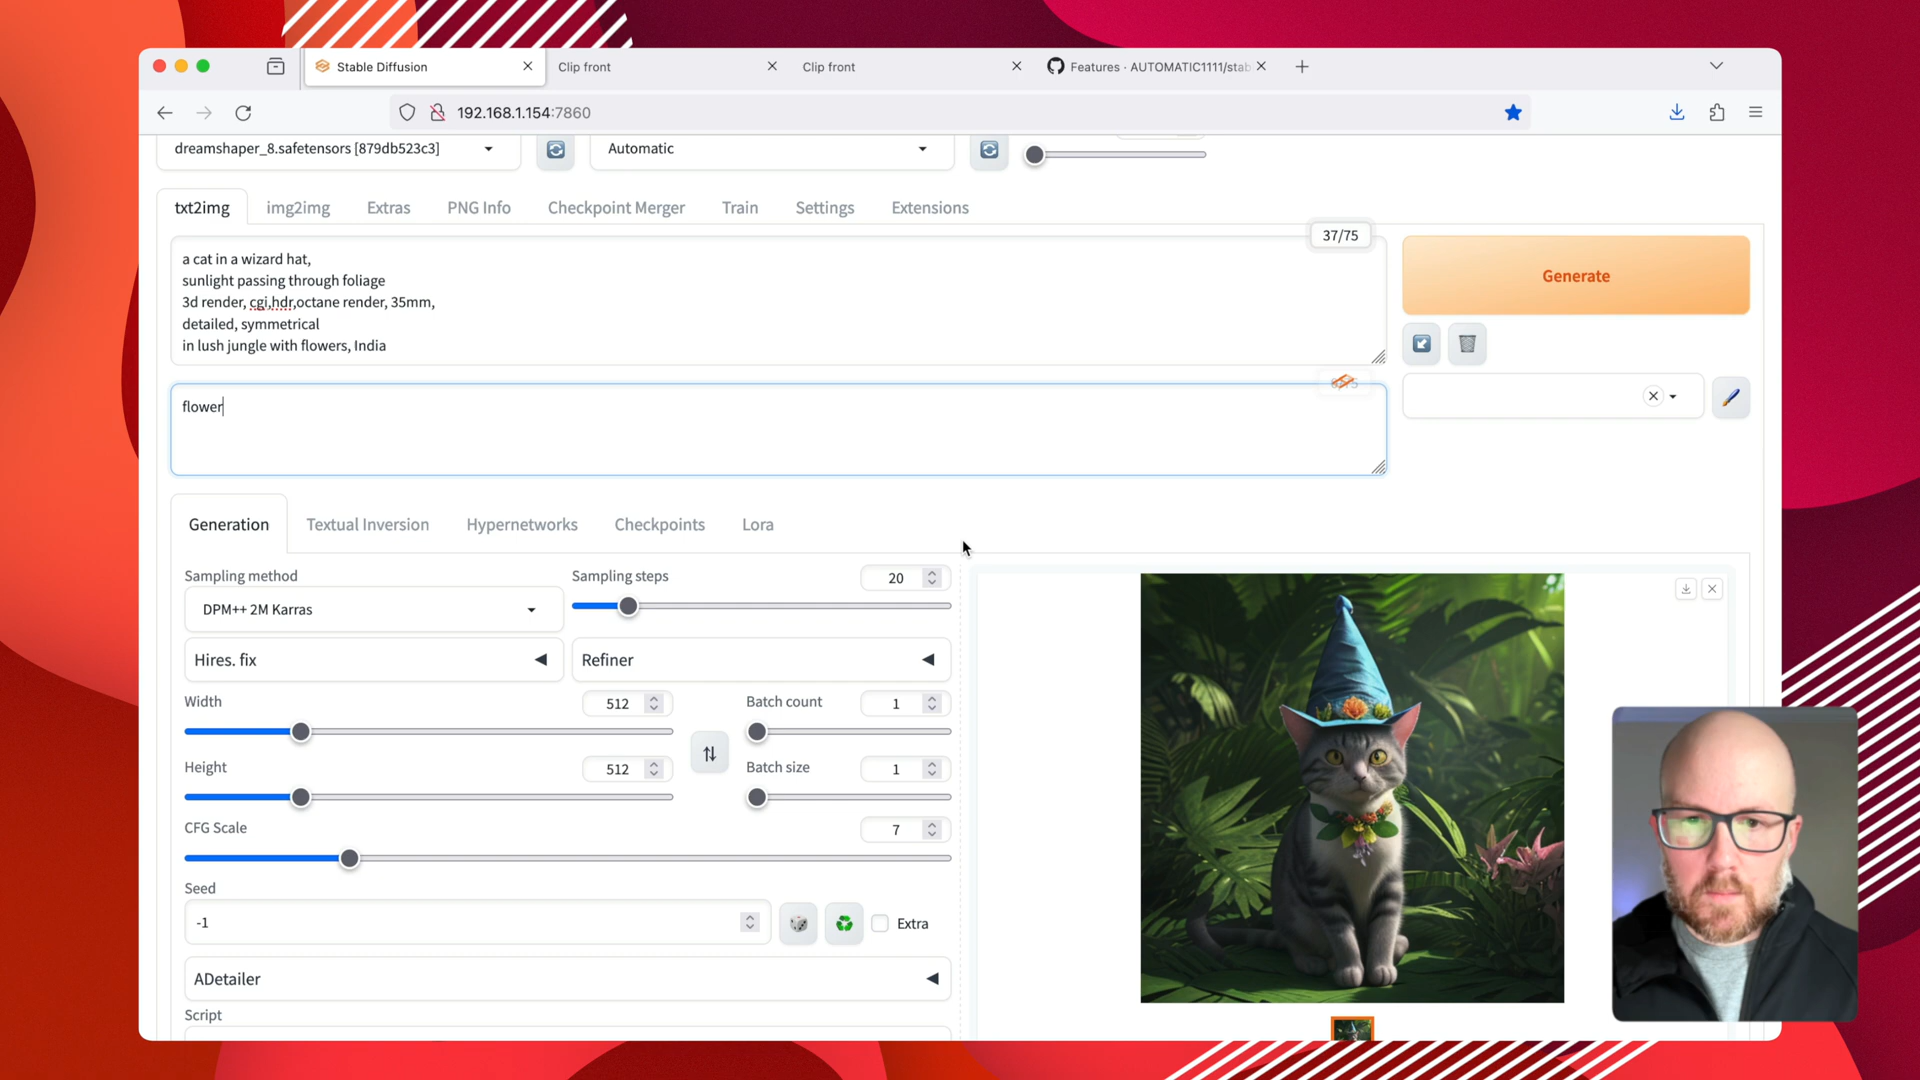 Stable Diffusion
Clip front
Clip front
Features · AUTOMATIC1111/stab
192.168.1.154:7860
dreamshaper_8.safetensors [879db523c3]
Automatic
txt2img
img2img
Extras
PNG Info
Checkpoint Merger
Train
Settings
Extensions
37/75
a cat in a wizard hat,
sunlight passing through foliage
3d render, cgi,hdr,octane render, 35mm,
detailed, symmetrical
in lush jungle with flowers, India
Generate
flower
Generation
Textual Inversion
Hypernetworks
Checkpoints
Lora
Sampling method
DPM++ 2M Karras
Sampling steps
20
Hires. fix
Refiner
Width
512
Batch count
1
Height
512
Batch size
1
CFG Scale
7
Seed
-1
Extra
ADetailer
Script